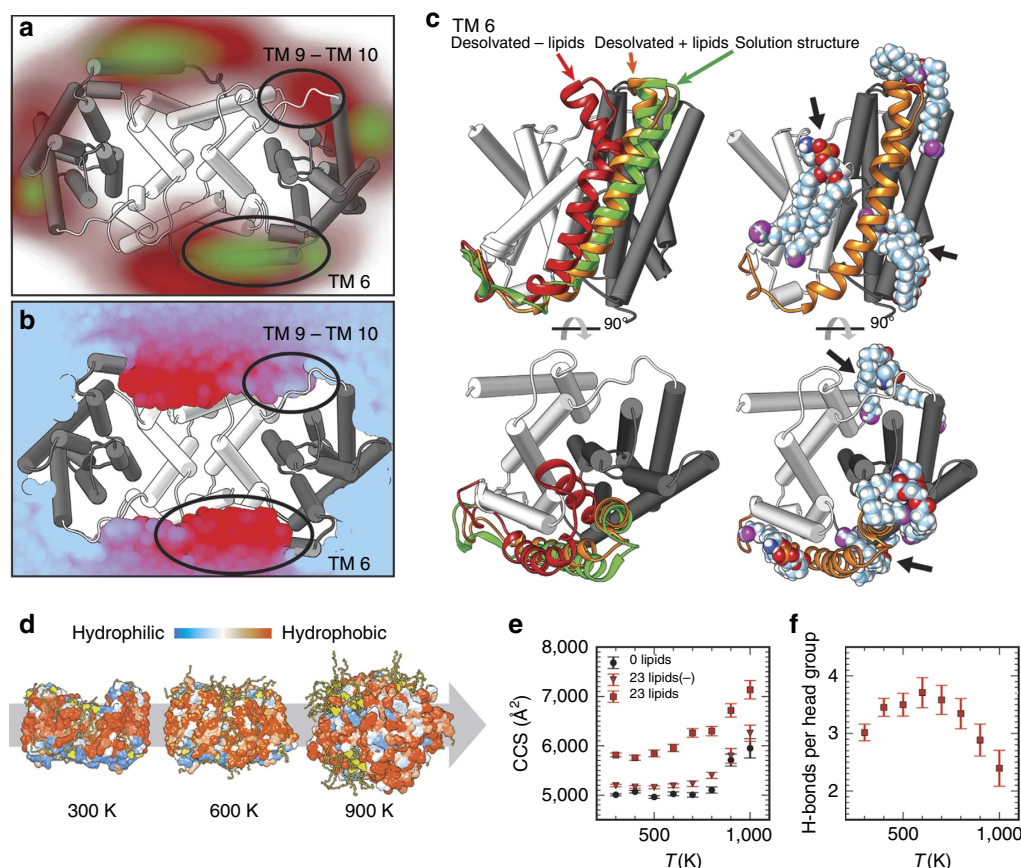 a
TM 9 – TM 10
TM 6
b
TM 9 – TM 10
TM 6
c
TM 6
Desolvated – lipids
Desolvated + lipids
Solution structure
90°
90°
d
Hydrophilic
Hydrophobic
300 K
600 K
900 K
e
0 lipids
23 lipids(–)
23 lipids
CCS (Å²)
8,000
7,000
6,000
5,000
500
1,000
T(K)
f
H-bonds per head group
4
3
2
500
1,000
T(K)